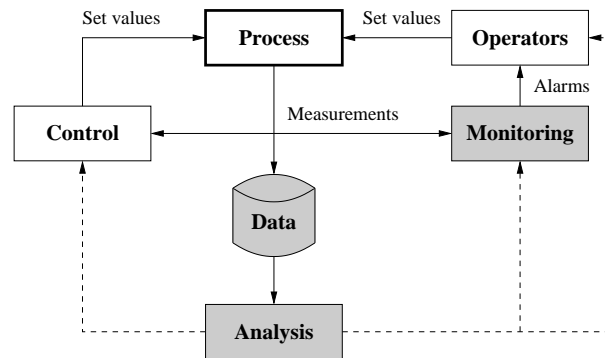 Set values
Set values
Process
Operators
Alarms
Measurements
Control
Monitoring
Data
Analysis